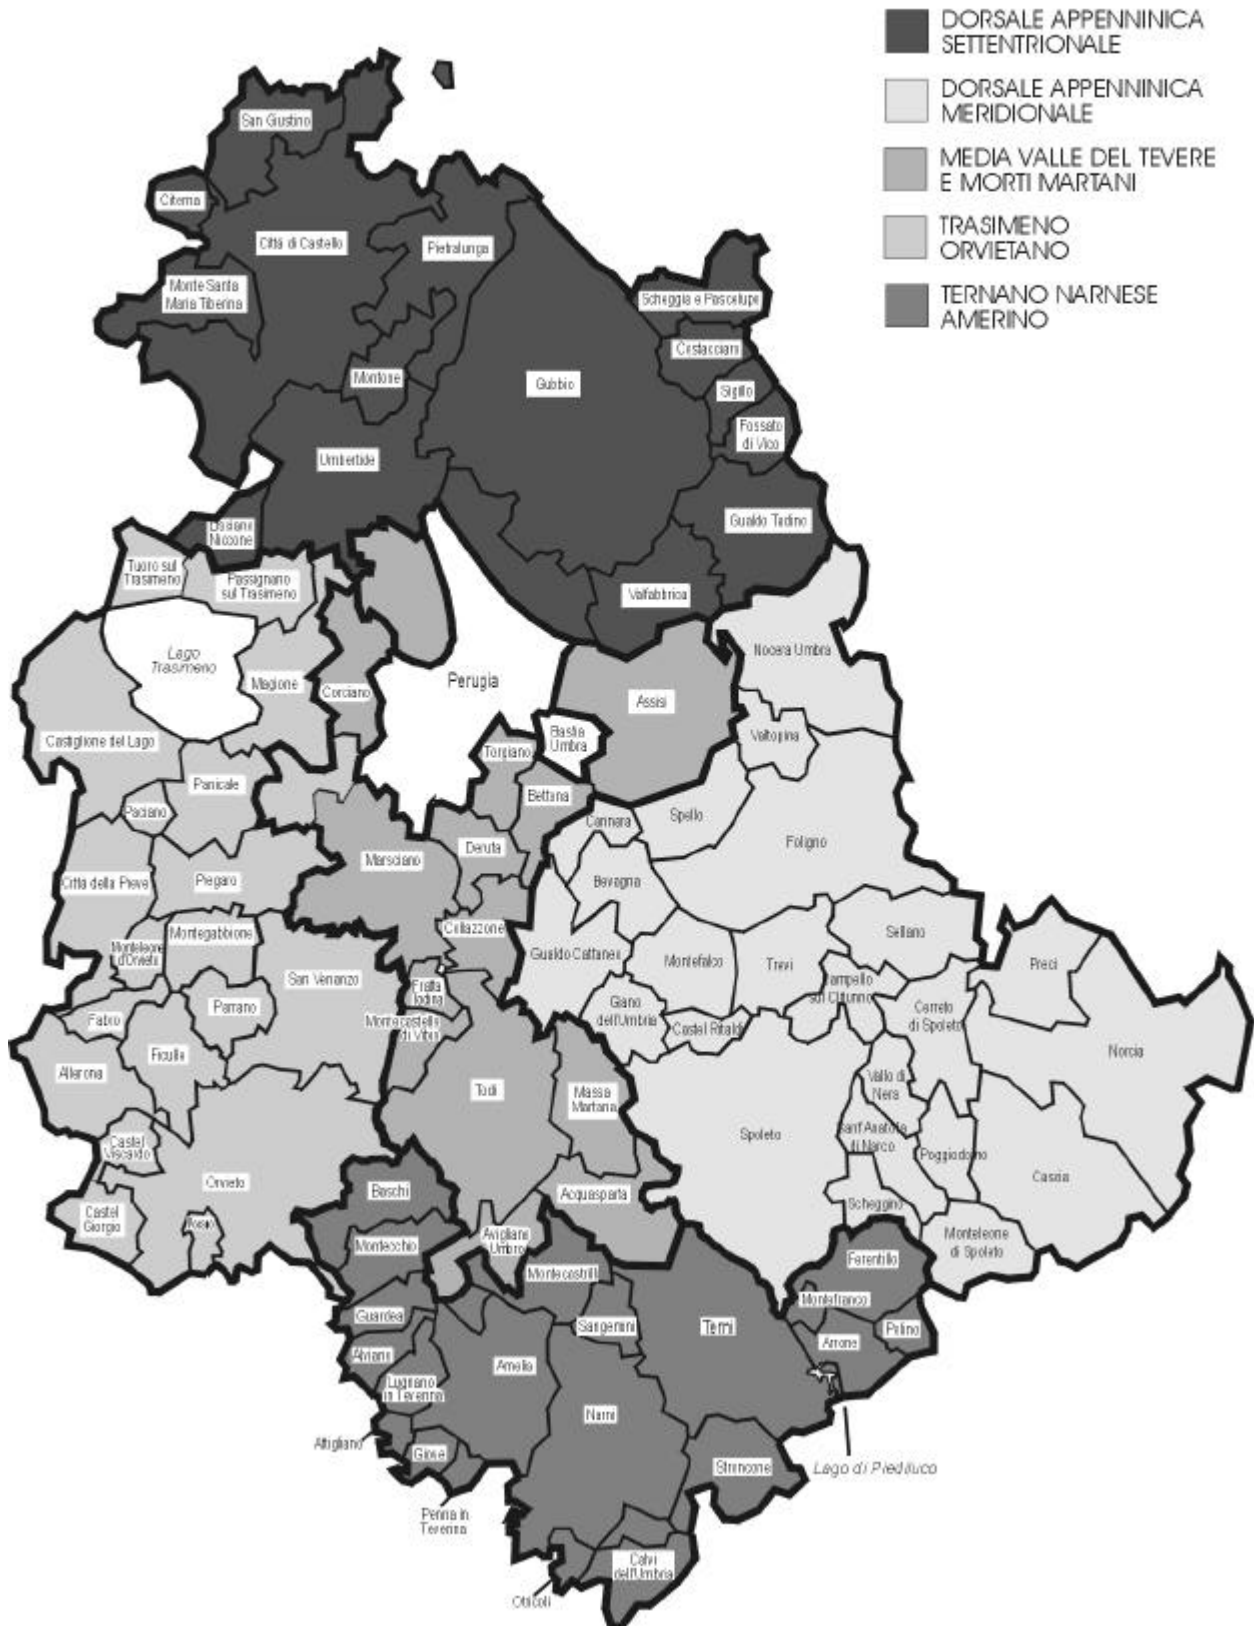 DORSALE APPENNINICA
SETTENTRIONALE
DORSALE APPENNINICA
MERIDIONALE
MEDIA VALLE DEL TEVERE
E MORTI MARTANI
TRASIMENO
ORVIETANO
TERNANO NARNESE
AMERINO
San Giustino
Citerna
Città di Castello
Pietralunga
Monte Santa
Maria Tiberina
Scheggia e Pascelupo
Costacciaro
Montone
Gubbio
Sigillo
Fossato
di Vico
Umbertide
Gualdo Tadino
Lisciano
Niccone
Tuoro sul
Trasimeno
Passignano
sul Trasimeno
Valfabbrica
Nocera Umbra
Lago
Trasimeno
Magione
Corciano
Perugia
Assisi
Castiglione del Lago
Bastia
Umbra
Valtopina
Torgiano
Panicale
Bettona
Paciano
Cannara
Spello
Foligno
Marsciano
Deruta
Città della Pieve
Piegaro
Bevagna
Collazzone
Montegabbione
Monteleone
d'Orvieto
Sellano
San Venanzo
Gualdo Cattaneo
Montefalco
Trevi
Preci
Fratta
Todina
Campello
sul Clitunno
Parrano
Giano
dell'Umbria
Cerreto
di Spoleto
Fabro
Montecastello
di Vibio
Castel Ritaldi
Ficulle
Norcia
Allerona
Todi
Massa
Martana
Vallo di
Nera
Spoleto
Sant'Anatolia
di Narco
Castel
Viscardo
Poggiodomo
Cascia
Orvieto
Baschi
Acquasparta
Scheggino
Castel
Giorgio
Porano
Avigliano
Umbro
Monteleone
di Spoleto
Montecchio
Ferentillo
Montecastrilli
Montefranco
Guardea
Sangemini
Terni
Polino
Arrone
Alviano
Amelia
Lugnano
in Teverina
Narni
Attigliano
Giove
Stroncone
Lago di Piediluco
Penna in
Teverina
Calvi
dell'Umbria
Otricoli